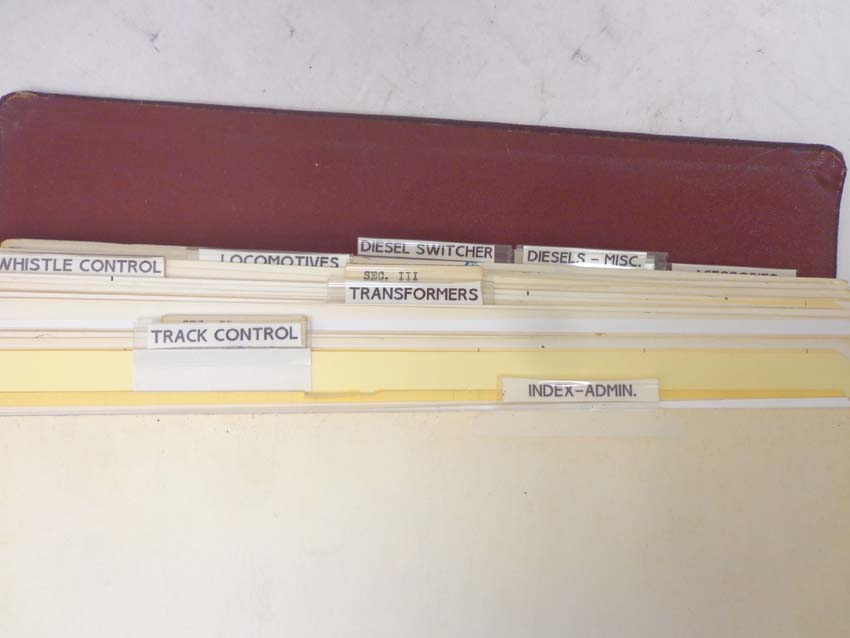 DIESEL SWITCHER
DIESELS - MISC.
LOCOMOTIVES
WHISTLE CONTROL
SEC. III
TRANSFORMERS
TRACK CONTROL
INDEX-ADMIN.